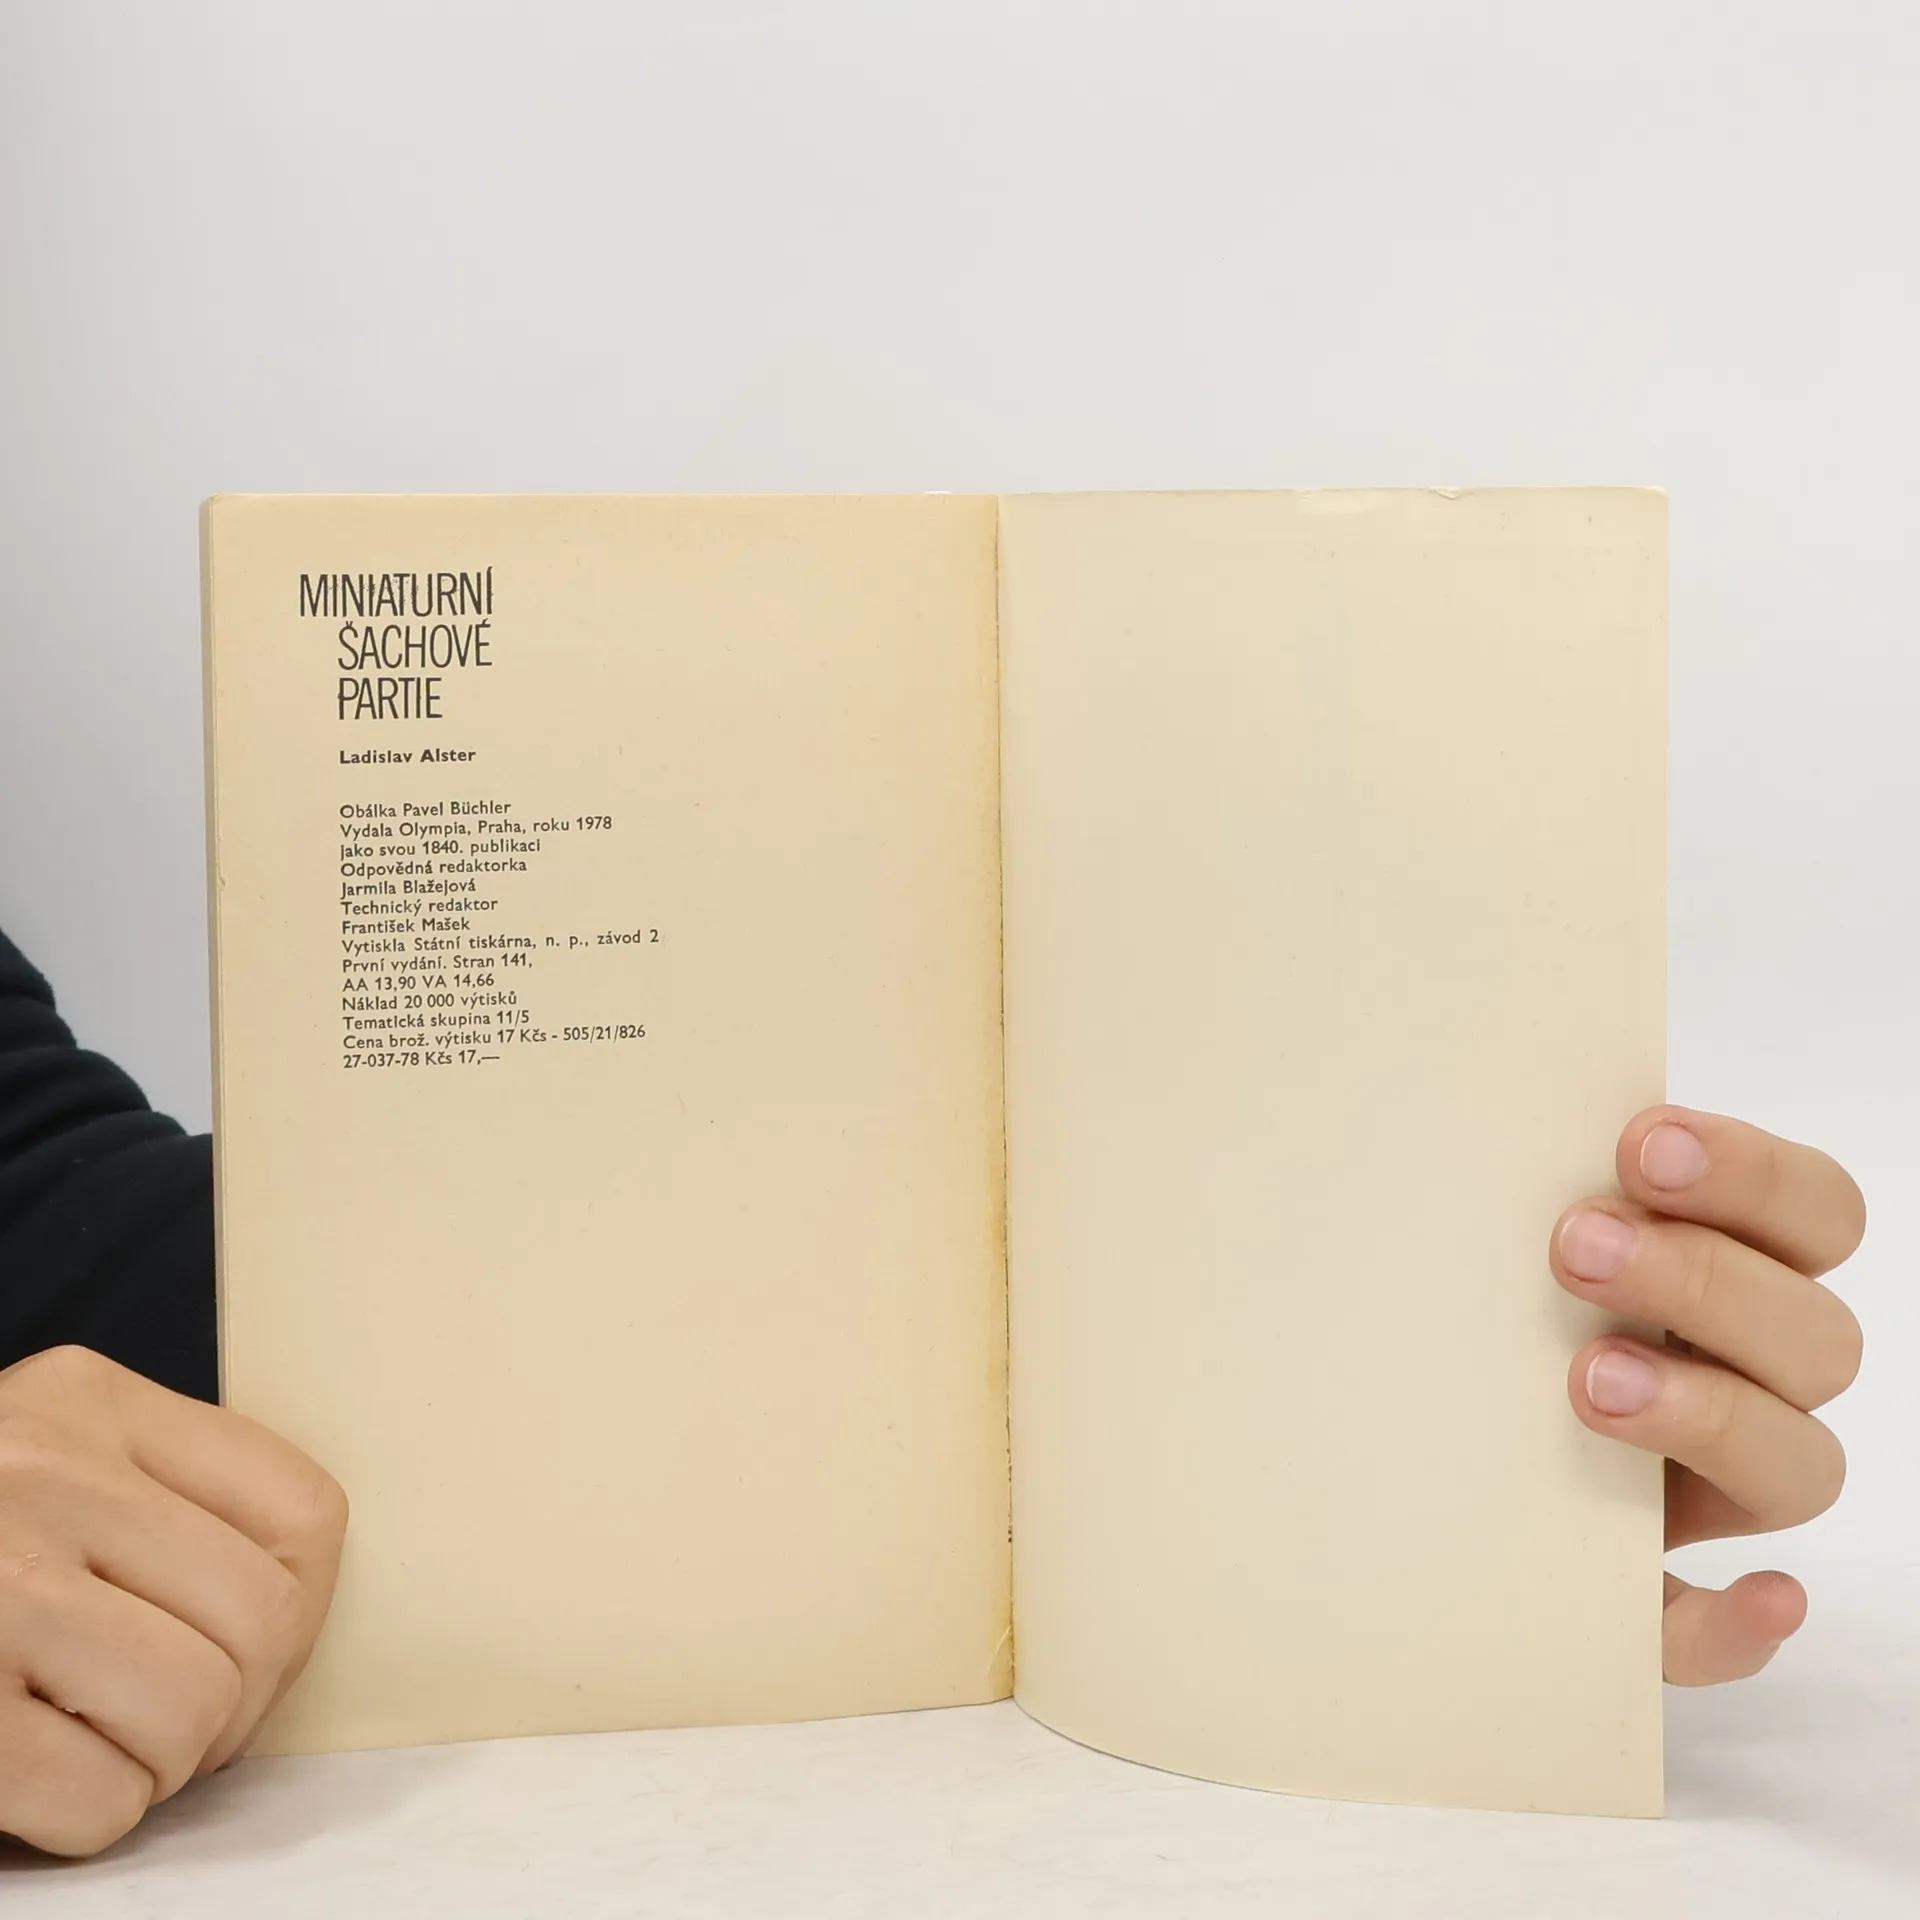 MINIATURNÍ
ŠACHOVÉ
PARTIE
Ladislav Alster
Obálka Pavel Büchler
Vydala Olympia, Praha, roku 1978
jako svou 1840. publikaci
Odpovědná redaktorka
Jarmila Blažejová
Technický redaktor
František Mašek
Vytiskla Státní tiskárna, n. p., závod 2
První vydání. Stran 141,
AA 13,90 VA 14,66
Náklad 20 000 výtisků
Tematická skupina 11/5
Cena brož. výtisku 17 Kčs - 505/21/826
27-037-78 Kčs 17,—